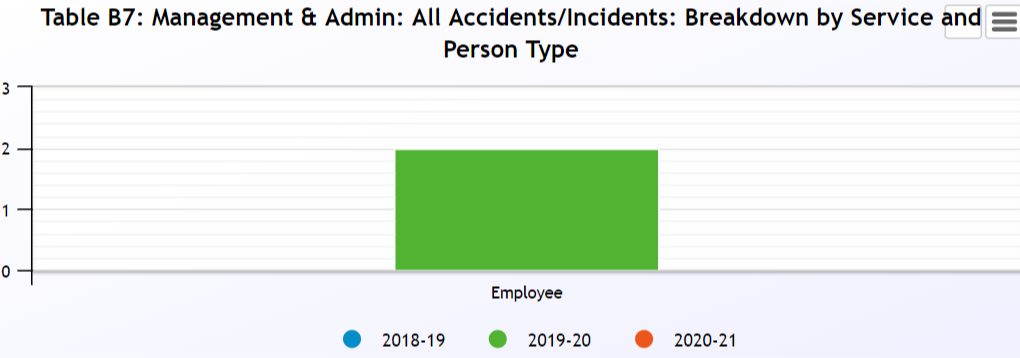 Table B7: Management & Admin: All Accidents/Incidents: Breakdown by Service and
Person Type
3
2
1
0
Employee
2018-19 2019-20 2020-21